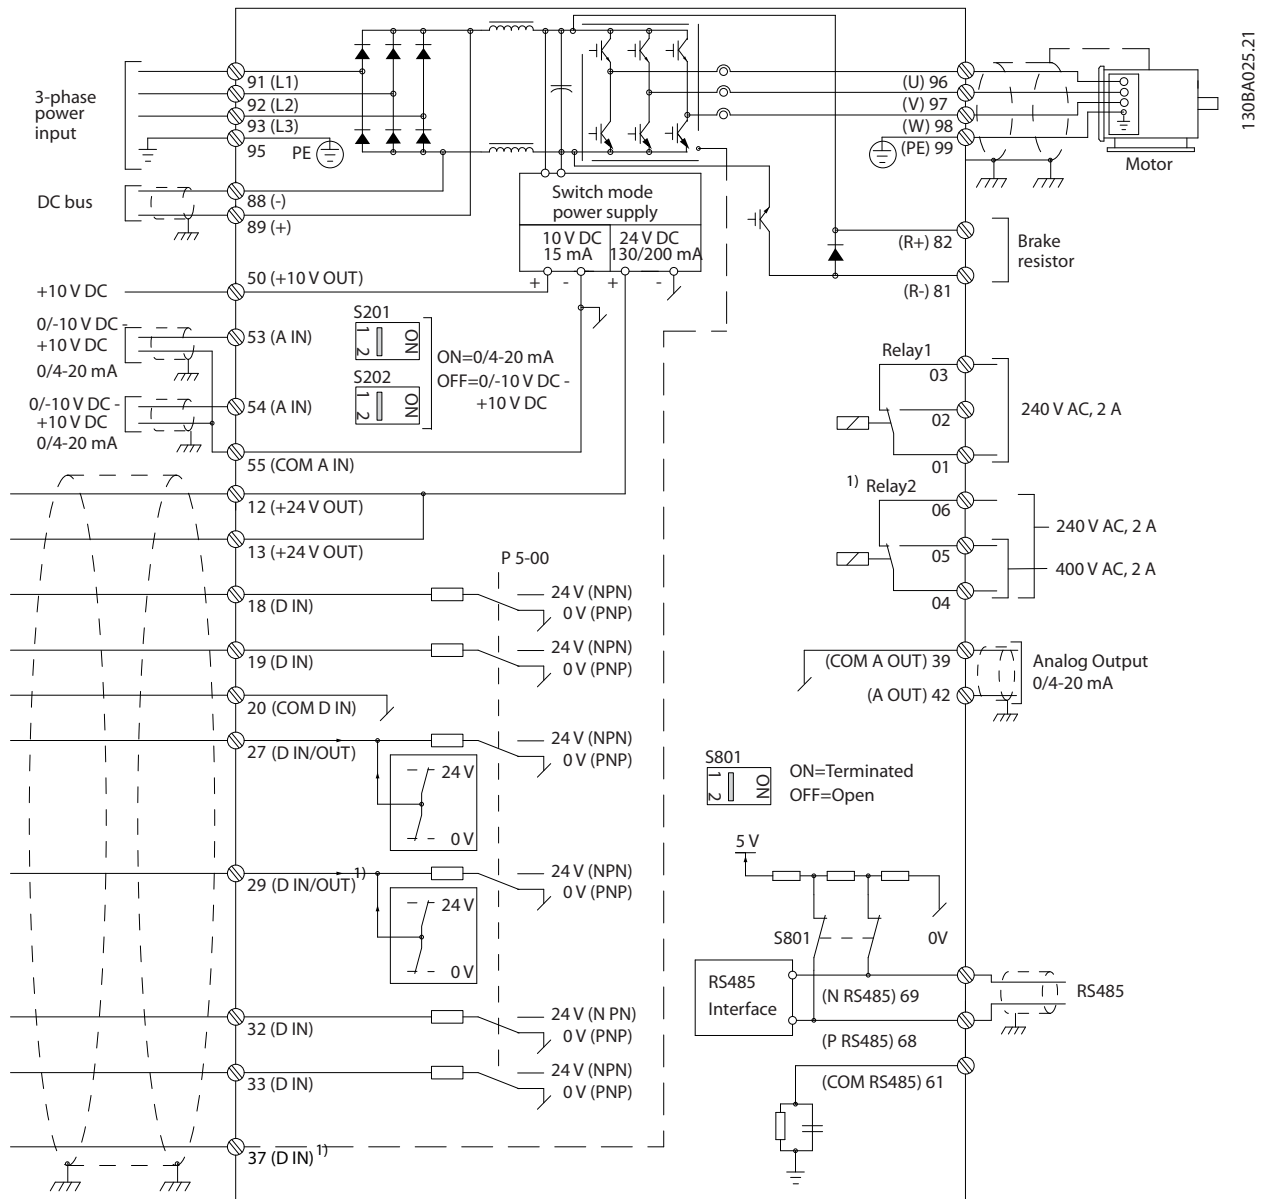 130BA025.21
3-phase
power
input
91 (L1)
92 (L2)
93 (L3)
95
PE
DC bus
88 (-)
89 (+)
Switch mode
power supply
10 V DC
15 mA
24 V DC
130/200 mA
+
-
+
-
(U) 96
(V) 97
(W) 98
(PE) 99
Motor
(R+) 82
(R-) 81
Brake
resistor
+10 V DC
50 (+10 V OUT)
0/-10 V DC -
+10 V DC
0/4-20 mA
53 (A IN)
0/-10 V DC -
+10 V DC
0/4-20 mA
54 (A IN)
55 (COM A IN)
S201
1
2
ON
S202
1
2
ON
ON=0/4-20 mA
OFF=0/-10 V DC -
+10 V DC
Relay1
03
02
01
240 V AC, 2 A
1) Relay2
06
05
04
240 V AC, 2 A
400 V AC, 2 A
12 (+24 V OUT)
13 (+24 V OUT)
P 5-00
18 (D IN)
24 V (NPN)
0 V (PNP)
19 (D IN)
24 V (NPN)
0 V (PNP)
20 (COM D IN)
27 (D IN/OUT)
24 V (NPN)
0 V (PNP)
24 V
0 V
29 (D IN/OUT) 1)
24 V (NPN)
0 V (PNP)
24 V
0 V
32 (D IN)
24 V (N PN)
0 V (PNP)
33 (D IN)
24 V (NPN)
0 V (PNP)
37 (D IN) 1)
(COM A OUT) 39
(A OUT) 42
Analog Output
0/4-20 mA
S801
1
2
ON
ON=Terminated
OFF=Open
5 V
S801
0V
RS485
Interface
(N RS485) 69
(P RS485) 68
RS485
(COM RS485) 61